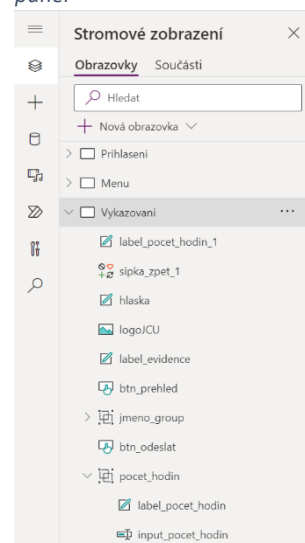 panel
Stromové zobrazení
Obrazovky Součásti
Hledat
Nová obrazovka
Prihlaseni
Menu
Vykazovani
label_pocet_hodin_1
sipka_zpet_1
hlaska
logoJCU
label_evidence
btn_prehled
jmeno_group
btn_odeslat
pocet_hodin
label_pocet_hodin
input_pocet_hodin